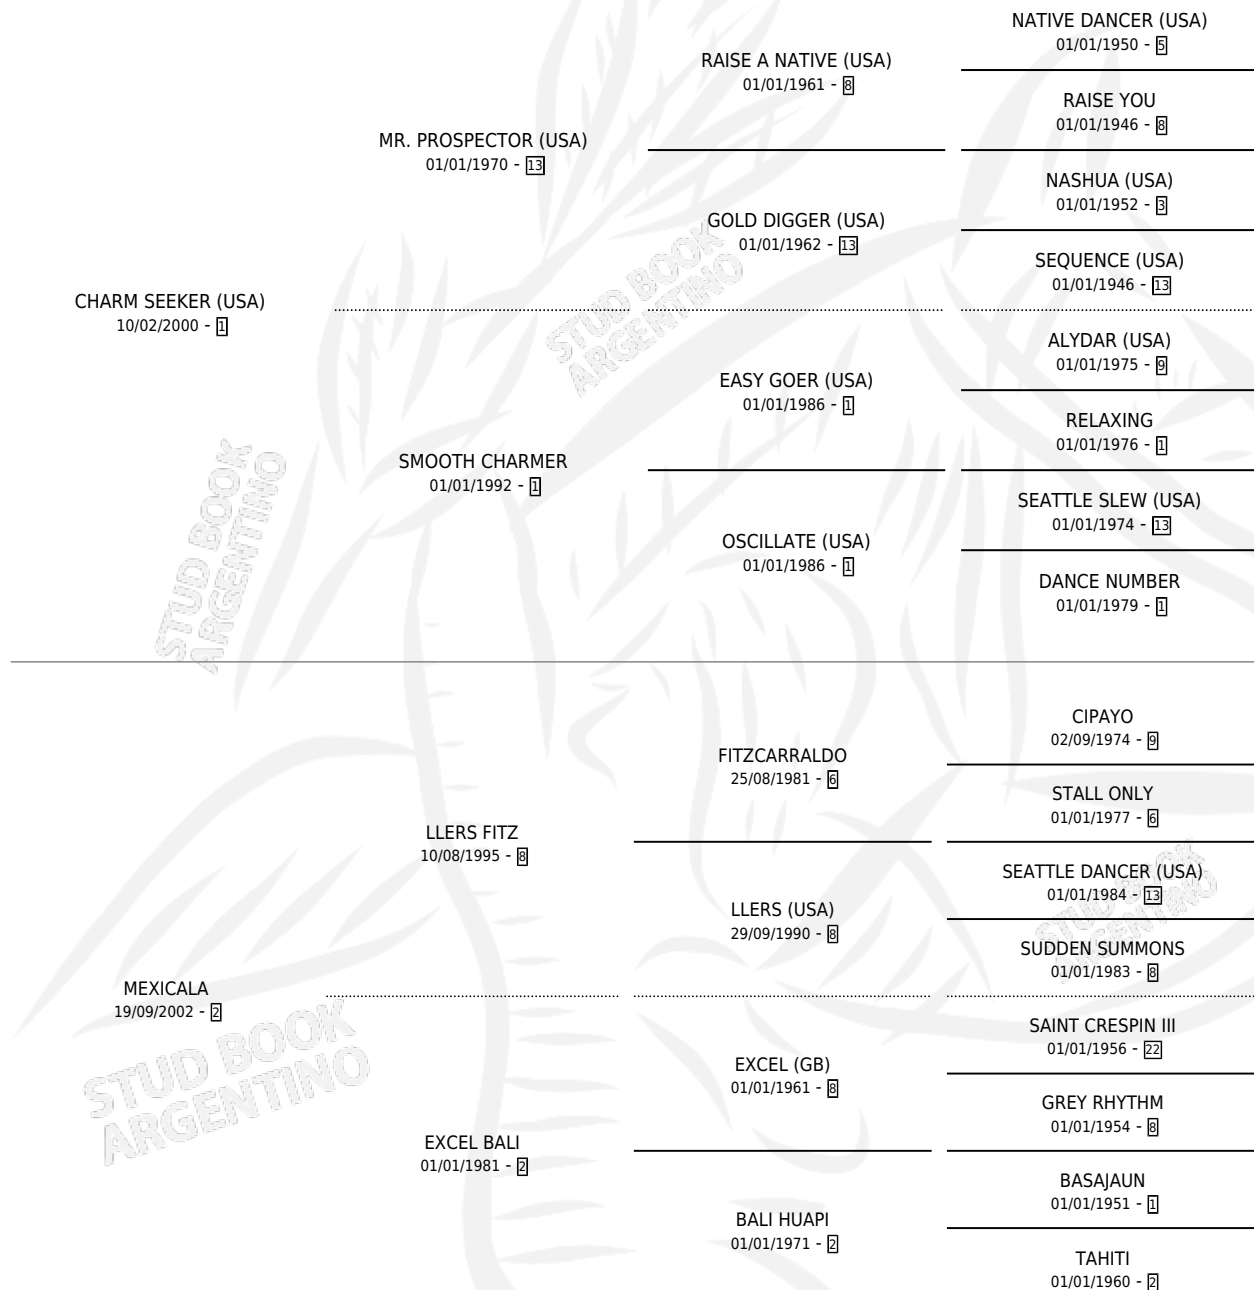 NATIVE DANCER (USA)
01/01/1950 - 5
RAISE A NATIVE (USA)
01/01/1961 - 8
RAISE YOU
01/01/1946 - 8
MR. PROSPECTOR (USA)
01/01/1970 - 13
NASHUA (USA)
01/01/1952 - 3
GOLD DIGGER (USA)
01/01/1962 - 13
SEQUENCE (USA)
01/01/1946 - 13
CHARM SEEKER (USA)
10/02/2000 - 1
ALYDAR (USA)
01/01/1975 - 9
EASY GOER (USA)
01/01/1986 - 1
RELAXING
01/01/1976 - 1
SMOOTH CHARMER
01/01/1992 - 1
SEATTLE SLEW (USA)
01/01/1974 - 13
OSCILLATE (USA)
01/01/1986 - 1
DANCE NUMBER
01/01/1979 - 1
CIPAYO
02/09/1974 - 9
FITZCARRALDO
25/08/1981 - 6
STALL ONLY
01/01/1977 - 6
LLERS FITZ
10/08/1995 - 8
SEATTLE DANCER (USA)
01/01/1984 - 13
LLERS (USA)
29/09/1990 - 8
SUDDEN SUMMONS
01/01/1983 - 8
MEXICALA
19/09/2002 - 2
SAINT CRESPIN III
01/01/1956 - 22
EXCEL (GB)
01/01/1961 - 8
GREY RHYTHM
01/01/1954 - 8
EXCEL BALI
01/01/1981 - 2
BASAJAUN
01/01/1951 - 1
BALI HUAPI
01/01/1971 - 2
TAHITI
01/01/1960 - 2
STUD BOOK
ARGENTINO
STUD BOOK
ARGENTINO
STUD BOOK
ARGENTINO
STUD BOOK
ARGENTINO